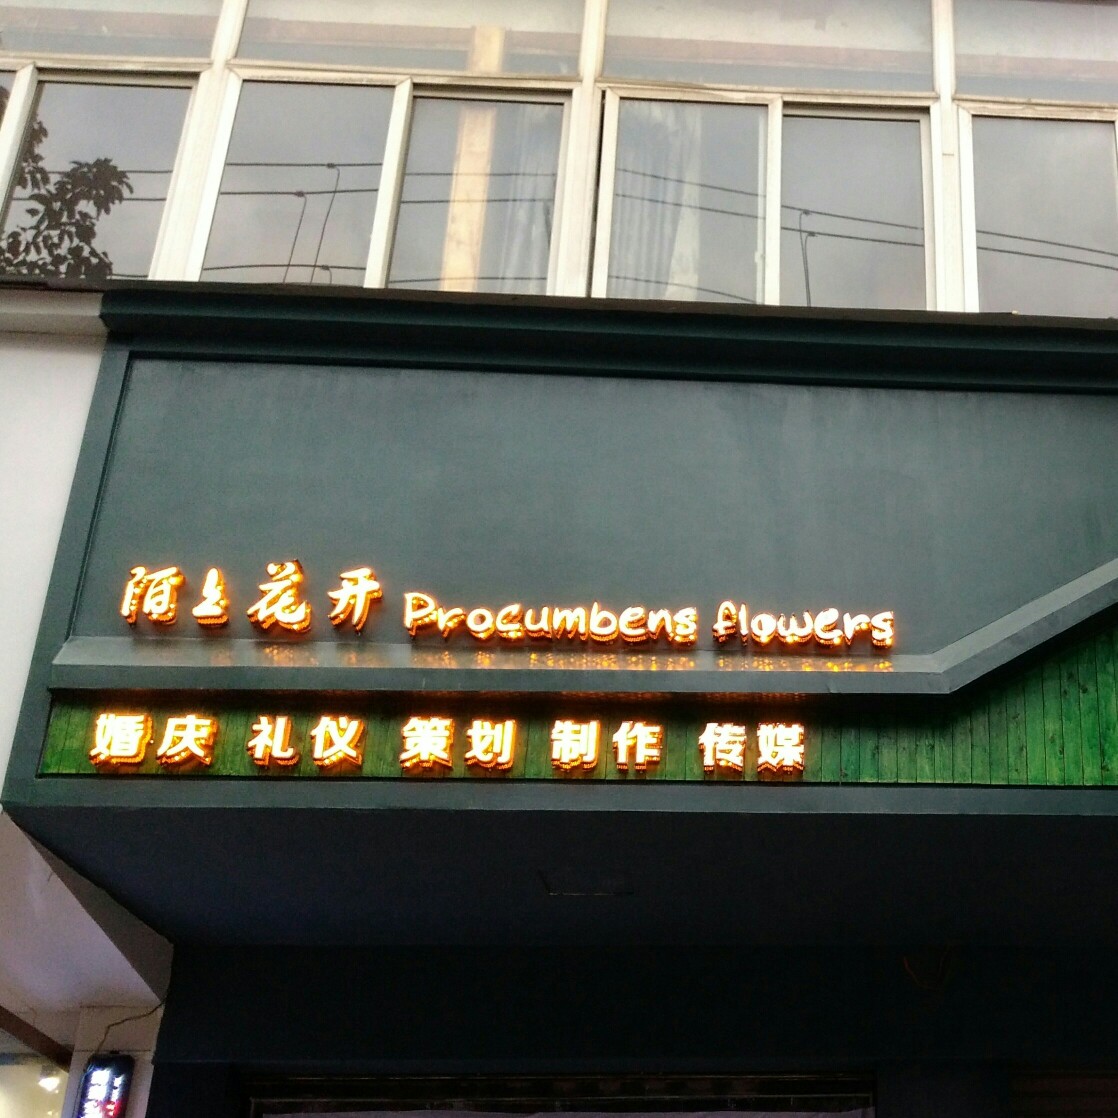 陌上花开 Procumbens flowers
婚庆 礼仪 策划 制作 传媒